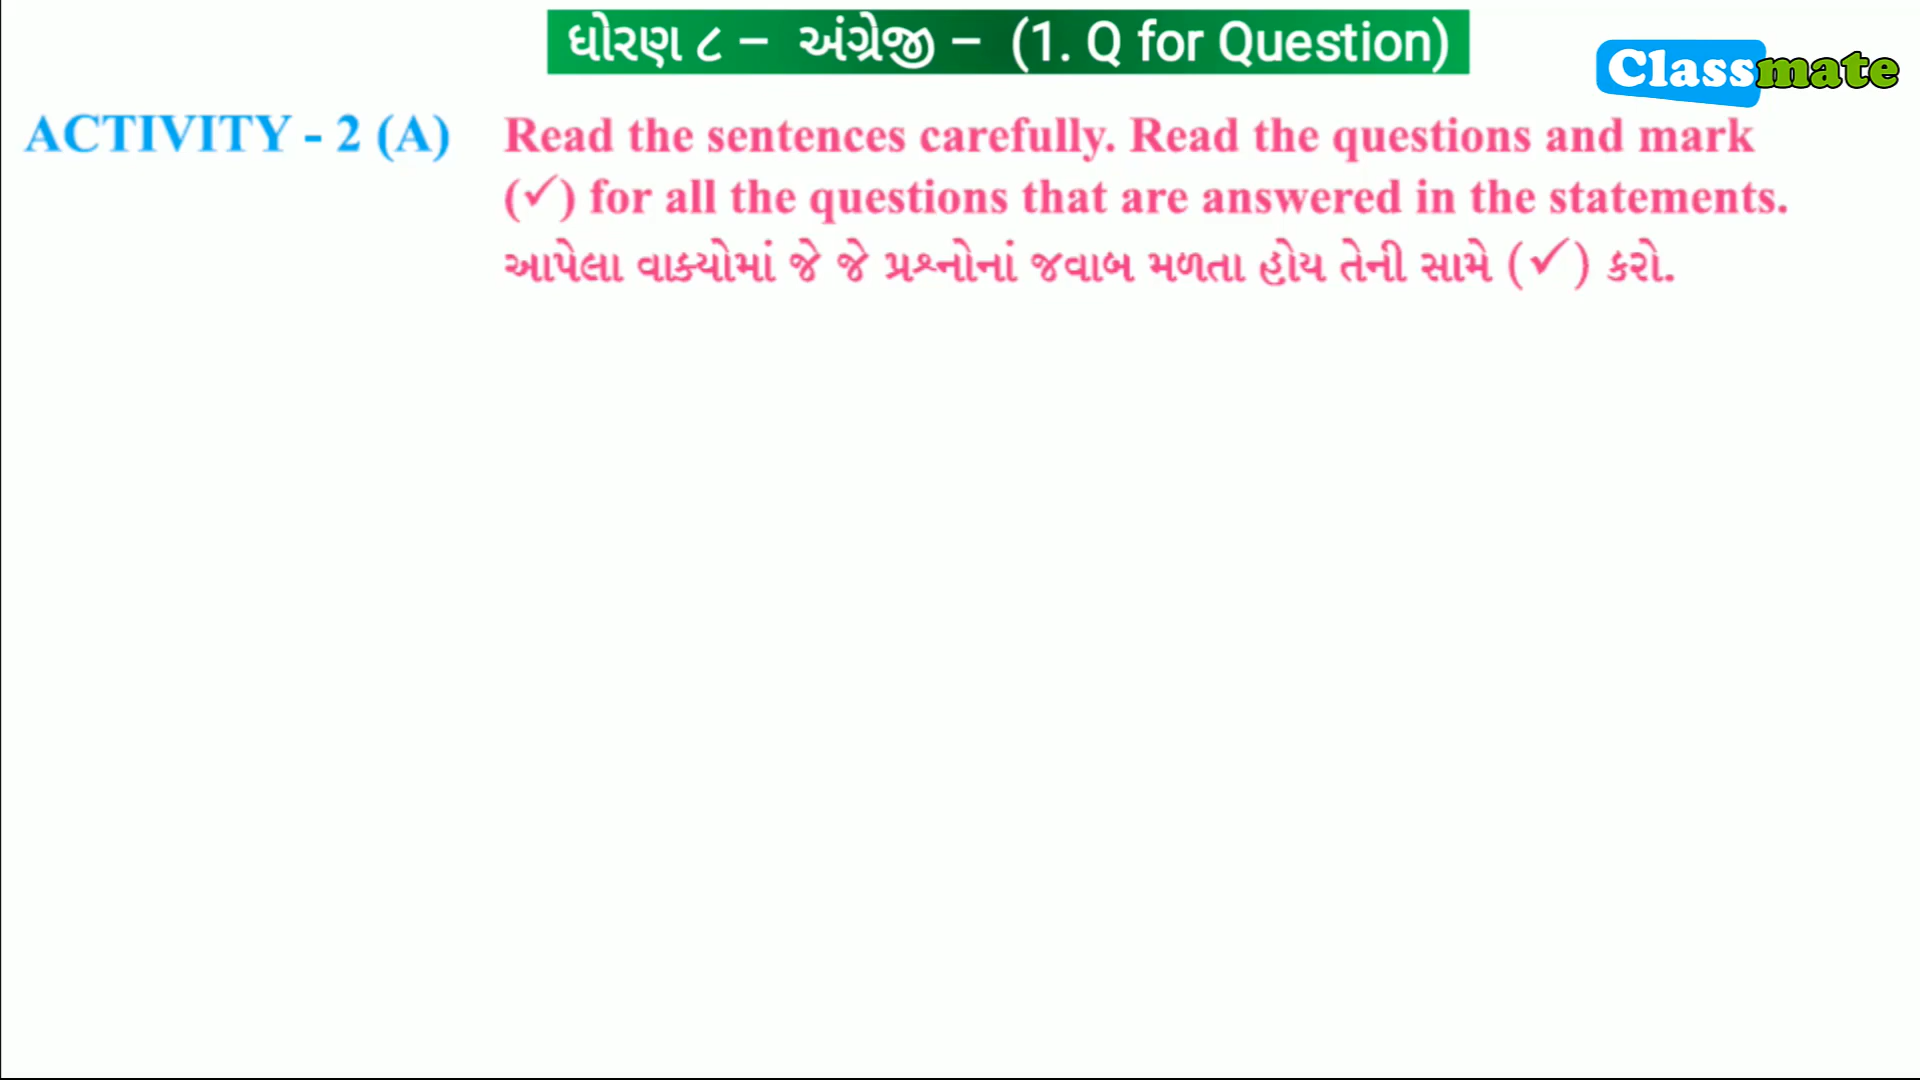 ધોરણ ૮ – અંગ્રેજી – (1. Q for Question)
Classmate
ACTIVITY - 2 (A) Read the sentences carefully. Read the questions and mark
(✓) for all the questions that are answered in the statements.
આપેલા વાક્યોમાં જે જે પ્રશ્નોનાં જવાબ મળતા હોય તેની સામે (✓) કરો.